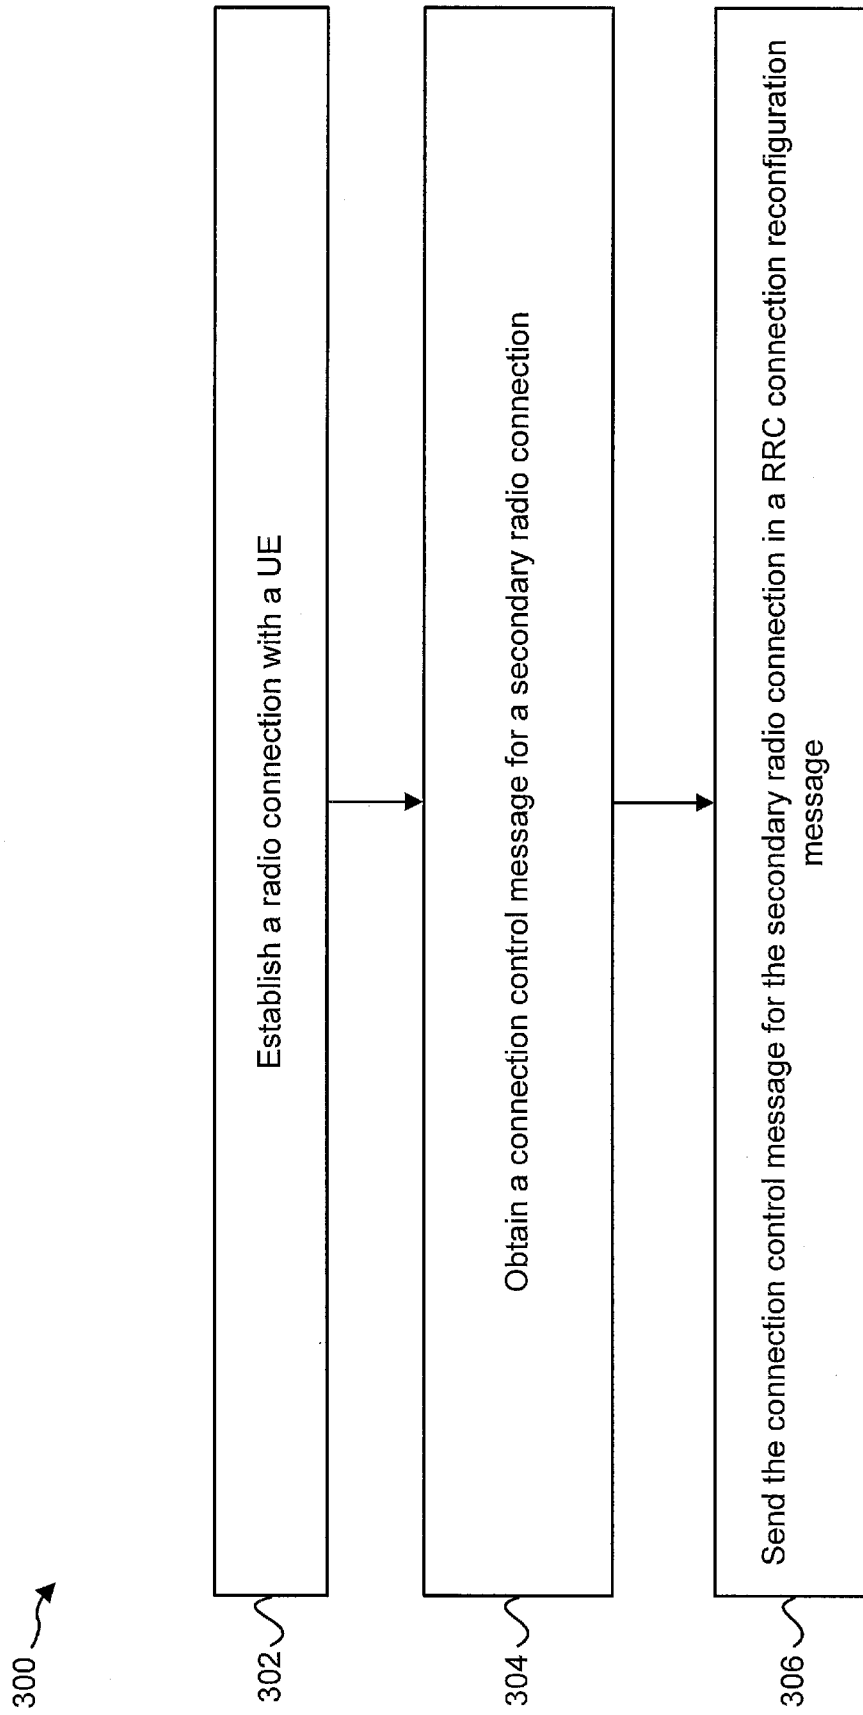 300
302
Establish a radio connection with a UE
304
Obtain a connection control message for a secondary radio connection
306
Send the connection control message for the secondary radio connection in a RRC connection reconfiguration
message